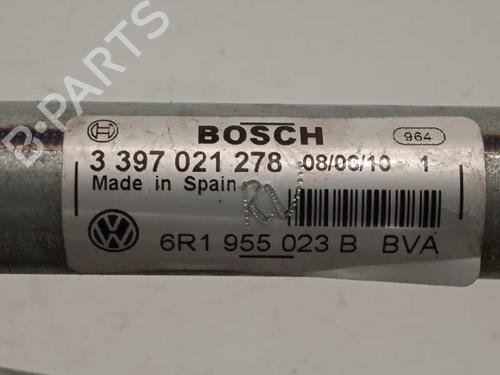 B-PARTS
BOSCH
964
3 397 021 278 08/06/10 1
Made in Spain
6R1 955 023 B BVA